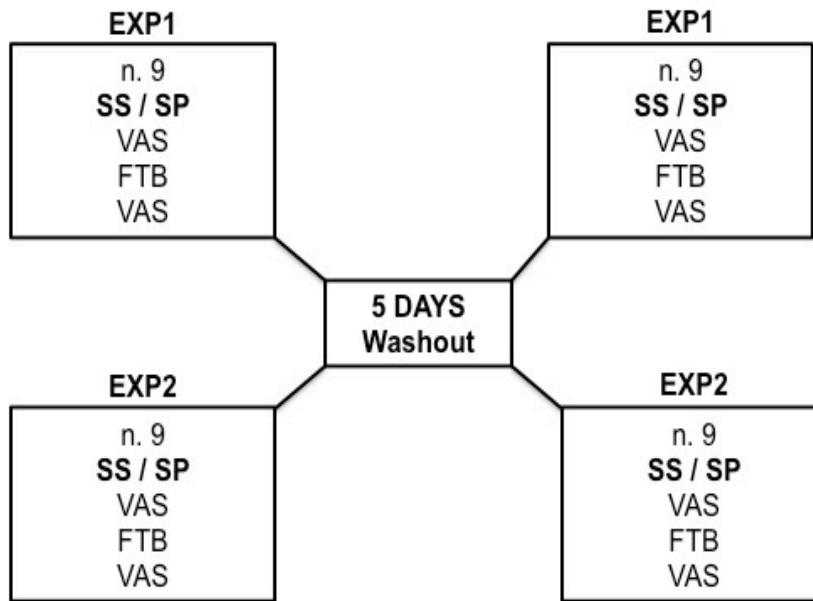 EXP1
n. 9
SS / SP
VAS
FTB
VAS
EXP1
n. 9
SS / SP
VAS
FTB
VAS
5 DAYS
Washout
EXP2
n. 9
SS / SP
VAS
FTB
VAS
EXP2
n. 9
SS / SP
VAS
FTB
VAS